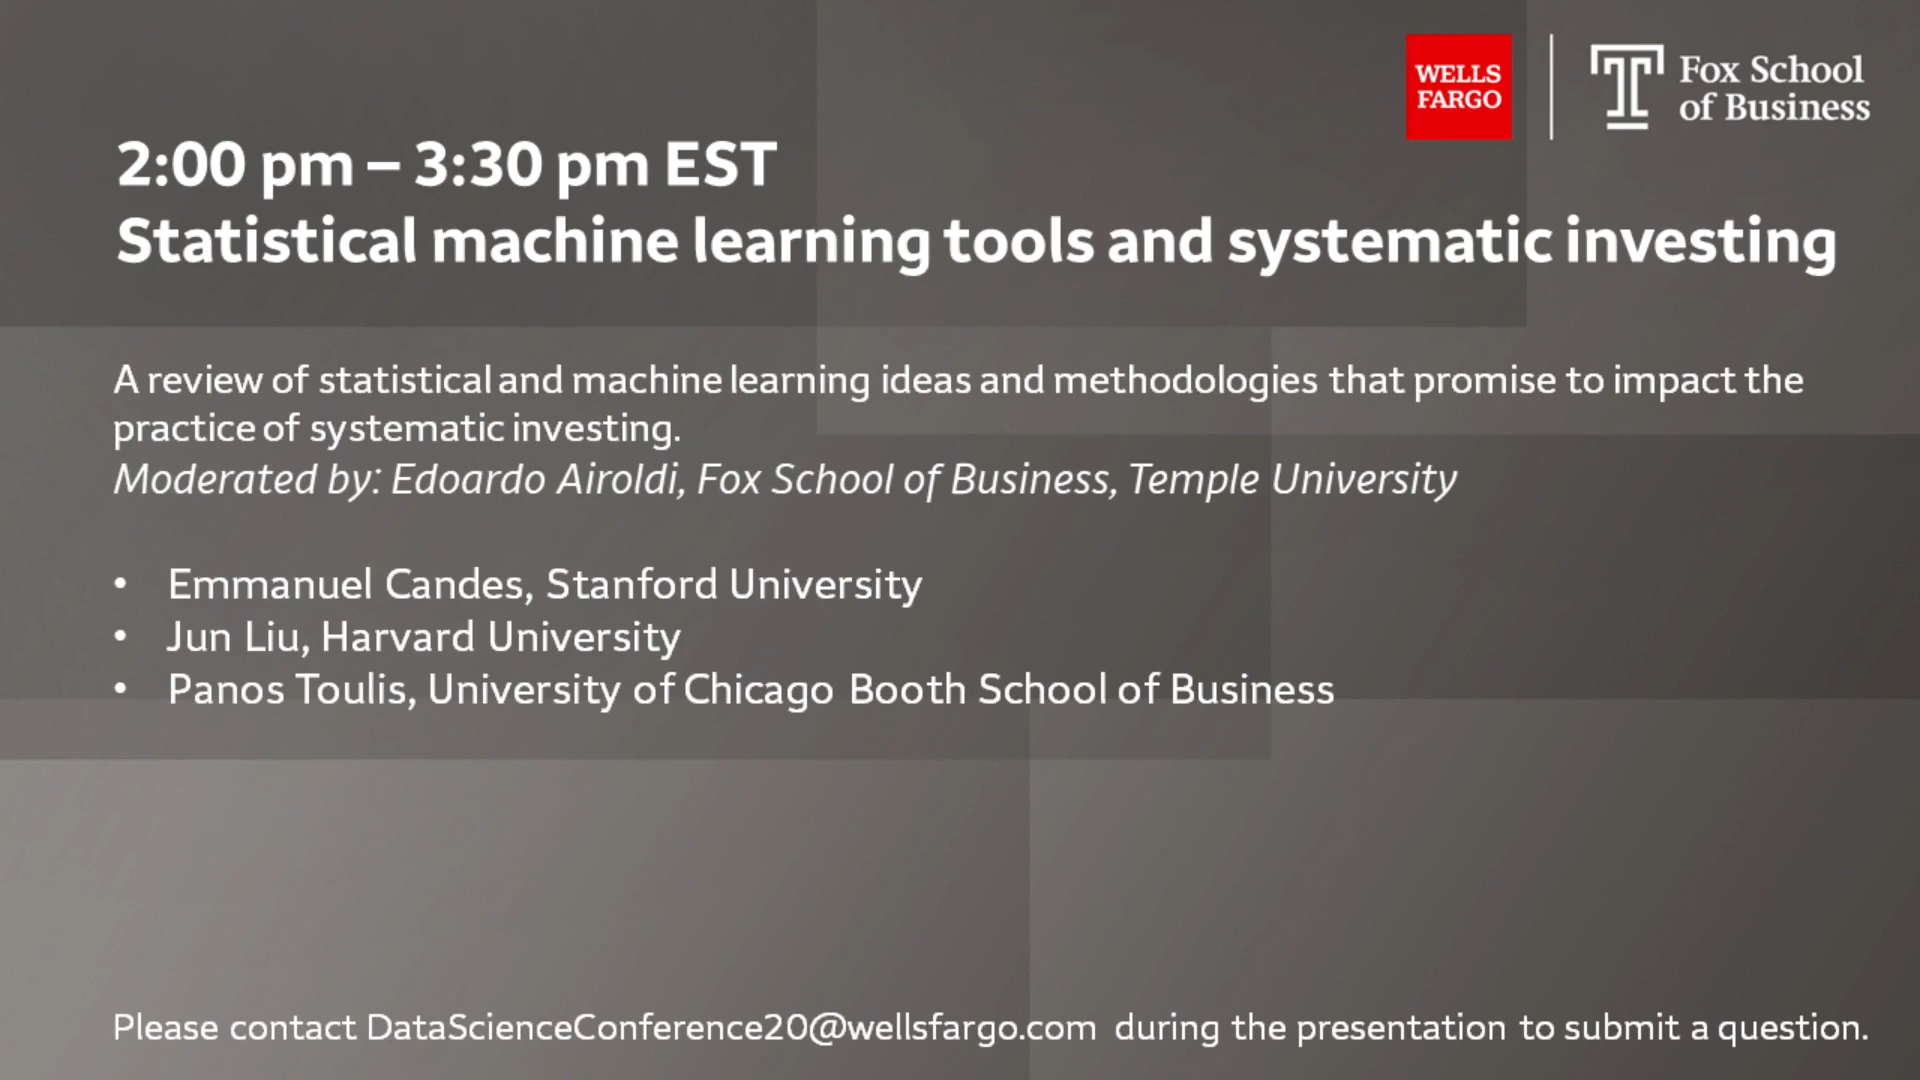 WELLS
FARGO
Fox School
of Business
2:00 pm – 3:30 pm EST
Statistical machine learning tools and systematic investing
A review of statistical and machine learning ideas and methodologies that promise to impact the
practice of systematic investing.
Moderated by: Edoardo Airoldi, Fox School of Business, Temple University
• Emmanuel Candes, Stanford University
• Jun Liu, Harvard University
• Panos Toulis, University of Chicago Booth School of Business
Please contact DataScienceConference20@wellsfargo.com during the presentation to submit a question.